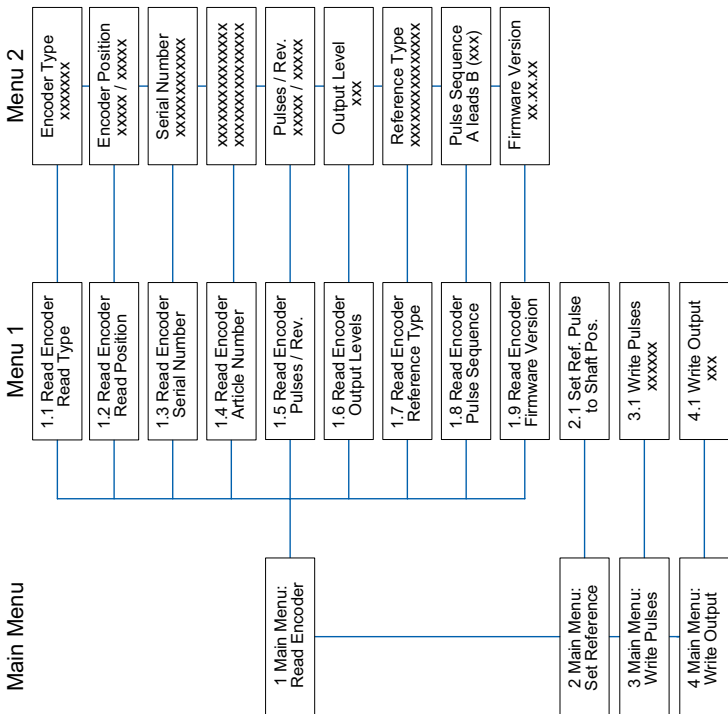 Main Menu
Menu 1
Menu 2
1 Main Menu:
Read Encoder
2 Main Menu:
Set Reference
3 Main Menu:
Write Pulses
4 Main Menu:
Write Output
1.1 Read Encoder
Read Type
1.2 Read Encoder
Read Position
1.3 Read Encoder
Serial Number
1.4 Read Encoder
Article Number
1.5 Read Encoder
Pulses / Rev.
1.6 Read Encoder
Output Levels
1.7 Read Encoder
Reference Type
1.8 Read Encoder
Pulse Sequence
1.9 Read Encoder
Firmware Version
2.1 Set Ref. Pulse
to Shaft Pos.
3.1 Write Pulses
xxxxxx
4.1 Write Output
xxx
Encoder Type
xxxxxxx
Encoder Position
xxxxx / xxxxx
Serial Number
xxxxxxxxxxxxx
xxxxxxxxxxxxxxxx
xxxxxxxxxxxxxxxx
Pulses / Rev.
xxxxx / xxxxx
Output Level
xxx
Reference Type
xxxxxxxxxxxxxxxx
Pulse Sequence
A leads B (xxx)
Firmware Version
xx.xx.xx